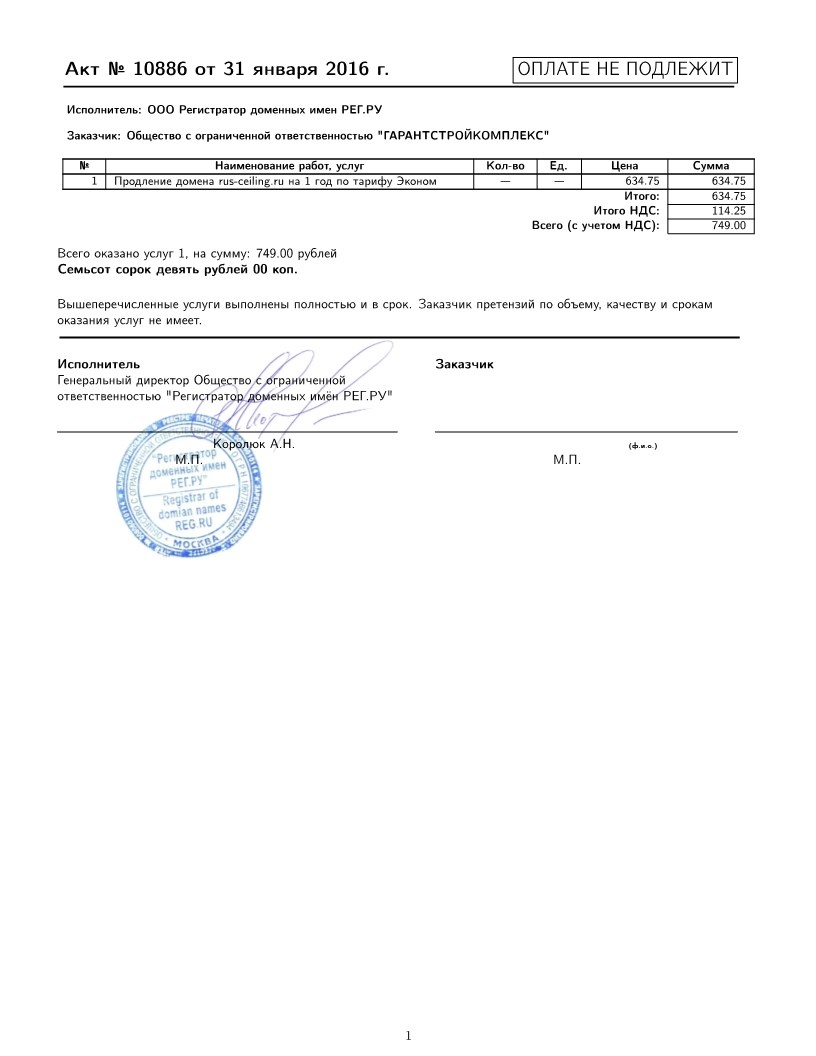 Акт № 10886 от 31 января 2016 г.
ОПЛАТЕ НЕ ПОДЛЕЖИТ
Исполнитель: ООО Регистратор доменных имен РЕГ.РУ
Заказчик: Общество с ограниченной ответственностью "ГАРАНТСТРОЙКОМПЛЕКС"
№ Наименование работ, услуг Кол-во Ед. Цена Сумма
1 Продление домена rus-ceiling.ru на 1 год по тарифу Эконом — — 634.75 634.75
Итого: 634.75
Итого НДС: 114.25
Всего (с учетом НДС): 749.00
Всего оказано услуг 1, на сумму: 749.00 рублей
Семьсот сорок девять рублей 00 коп.
Вышеперечисленные услуги выполнены полностью и в срок. Заказчик претензий по объему, качеству и срокам
оказания услуг не имеет.
Исполнитель
Генеральный директор Общество с ограниченной
ответственностью "Регистратор доменных имён РЕГ.РУ"
Королюк А.Н.
М.П.
Заказчик
(ф.и.о.)
М.П.
"Регистратор
доменных имен
РЕГ.РУ"
Registrar of
domian names
REG.RU
МОСКВА
1